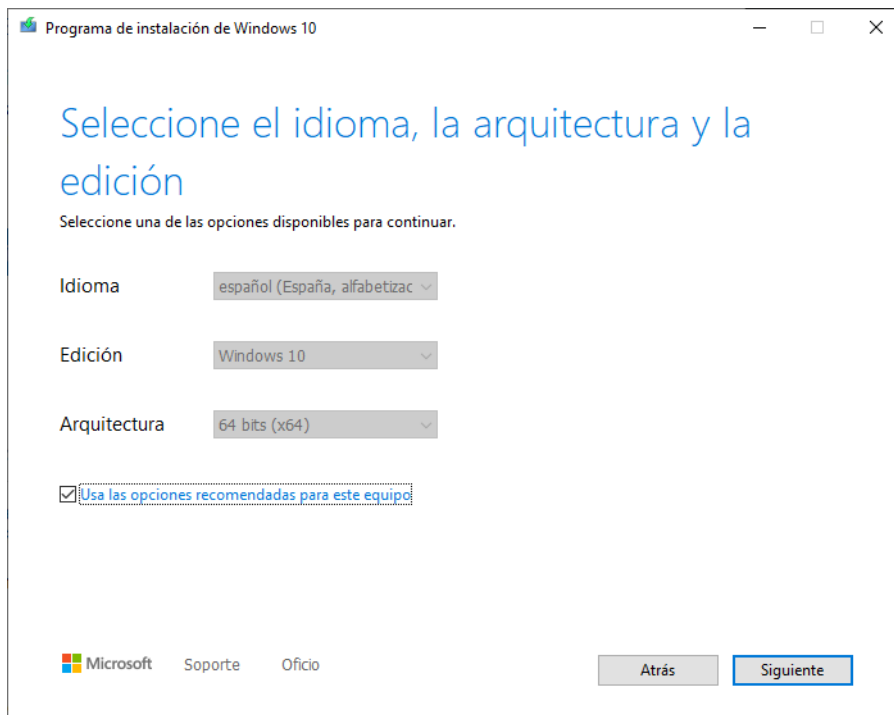 Programa de instalación de Windows 10
Seleccione el idioma, la arquitectura y la
edición
Seleccione una de las opciones disponibles para continuar.
Idioma español (España, alfabetizac
Edición Windows 10
Arquitectura 64 bits (x64)
Usa las opciones recomendadas para este equipo
Microsoft Soporte Oficio Atrás Siguiente